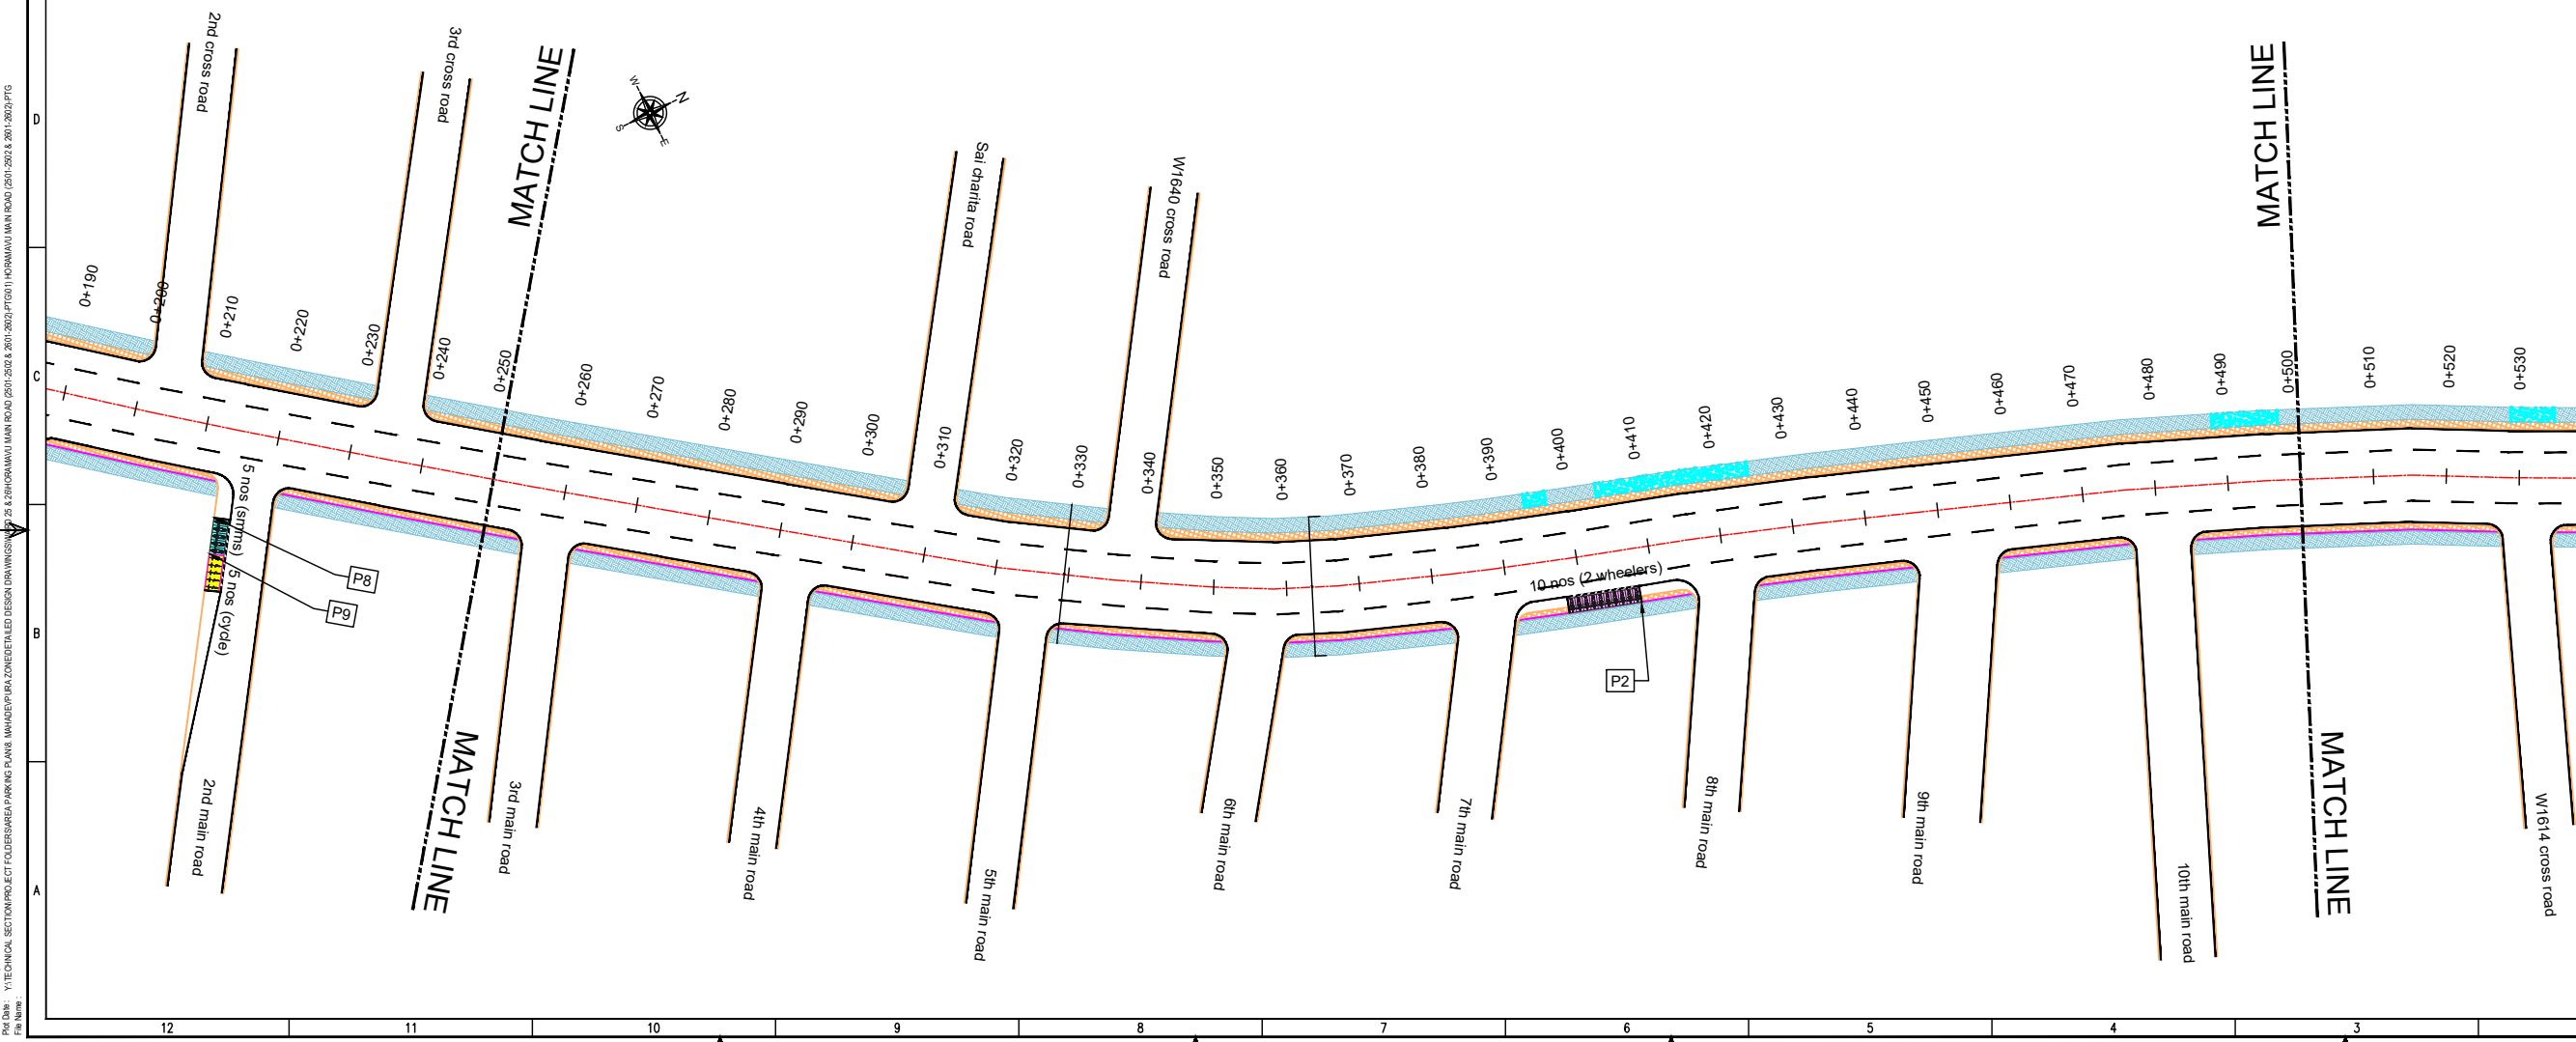 2nd cross road
3rd cross road
MATCH LINE
W
N
S
E
Sai charita road
W1640 cross road
MATCH LINE
D
C
B
A
0+190
0+200
0+210
0+220
0+230
0+240
0+250
0+260
0+270
0+280
0+290
0+300
0+310
0+320
0+330
0+340
0+350
0+360
0+370
0+380
0+390
0+400
0+410
0+420
0+430
0+440
0+450
0+460
0+470
0+480
0+490
0+500
0+510
0+520
0+530
5 nos (smms)
5 nos (cycle)
P8
P9
10 nos (2 wheelers)
P2
2nd main road
MATCH LINE
3rd main road
4th main road
5th main road
6th main road
7th main road
8th main road
9th main road
10th main road
MATCH LINE
W1614 cross road
12
11
10
9
8
7
6
5
4
3
Plot Date :
File Name :